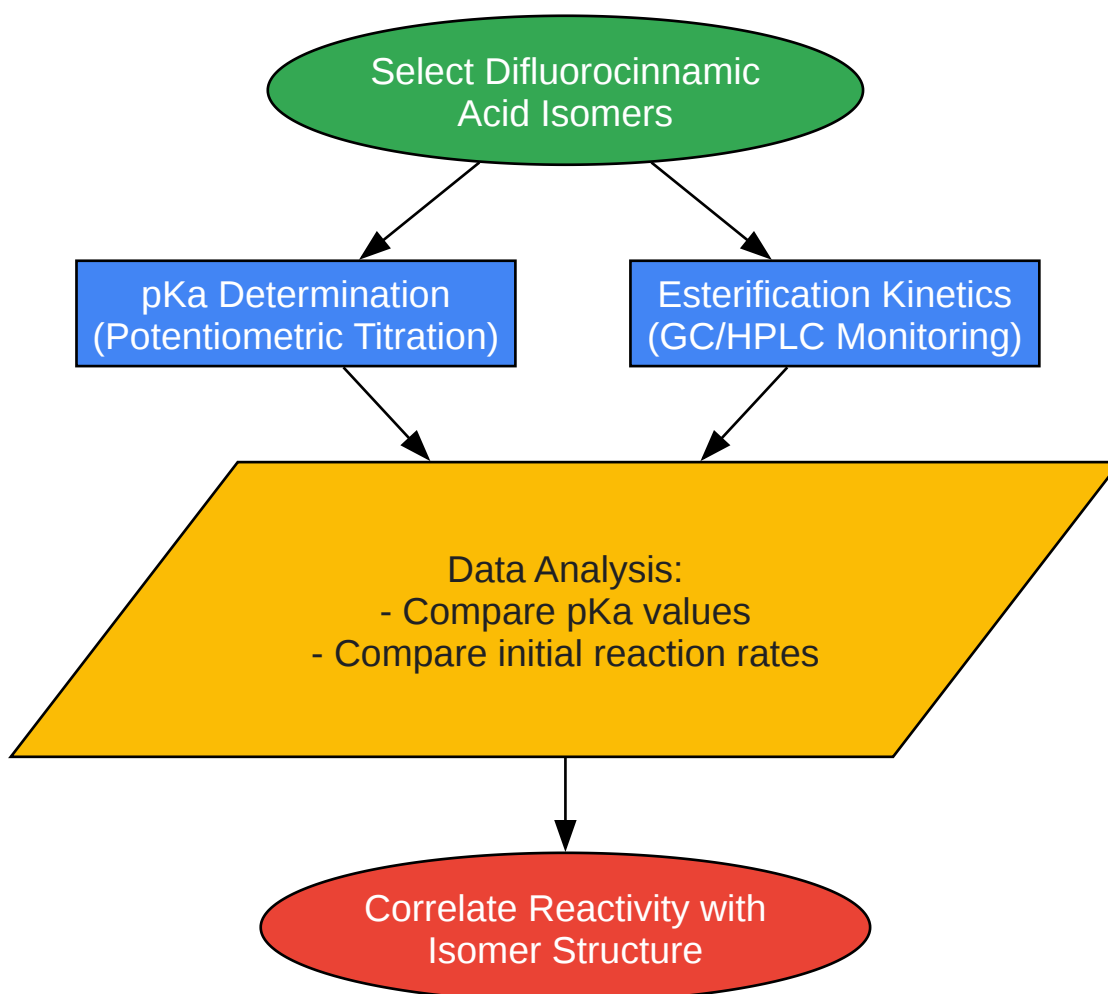 Select Difluorocinnamic
Acid Isomers
pKa Determination
(Potentiometric Titration)
Esterification Kinetics
(GC/HPLC Monitoring)
Data Analysis:
- Compare pKa values
- Compare initial reaction rates
Correlate Reactivity with
Isomer Structure